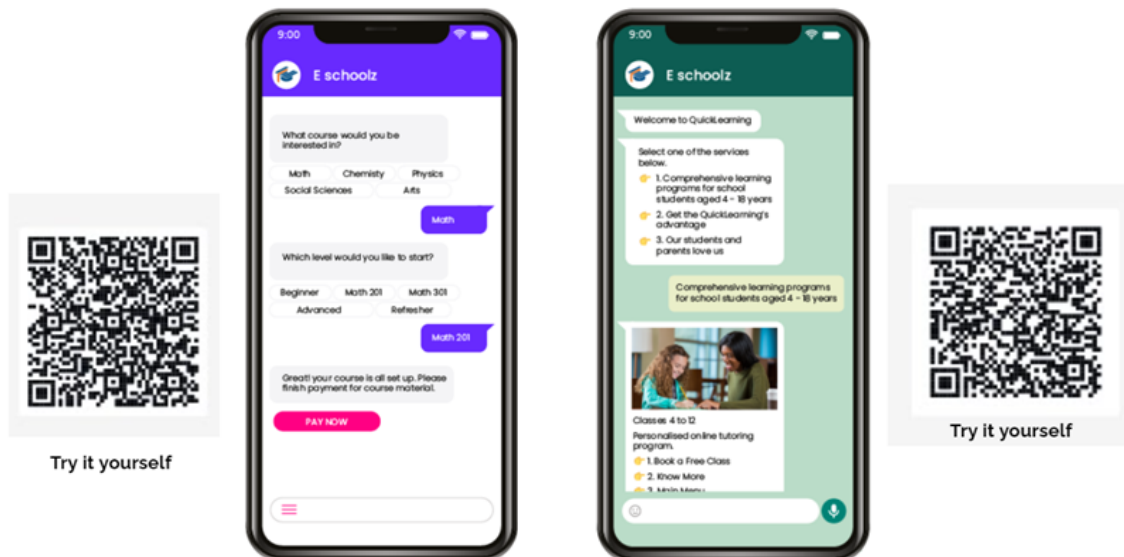 9:00
E schoolz
What course would you be
interested in?
Math
Chemisty
Physics
Social Sciences
Arts
Math
Which level would you like to start?
Beginner
Math 201
Math 301
Advanced
Refresher
Math 201
Great! your course is all set up. Please
finish payment for course material.
PAY NOW
Try it yourself
9:00
E schoolz
Welcome to QuickLearning
Select one of the services
below.
1. Comprehensive learning
programs for school
students aged 4 - 18 years
2. Get the QuickLearning's
advantage
3. Our students and
parents love us
Comprehensive learning programs
for school students aged 4 - 18 years
Classes 4 to 12
Personalised online tutoring
program.
1. Book a Free Class
2. Know More
3. Main Menu
Try it yourself